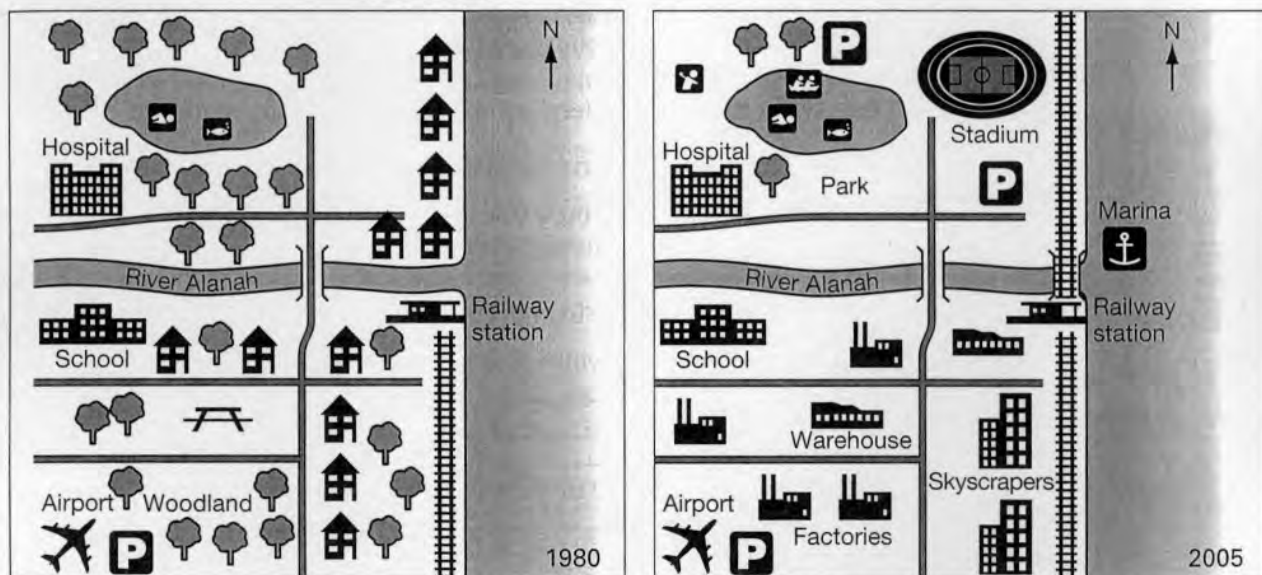 N
Hospital
River Alanah
Railway
station
School
Airport
Woodland
P
1980
P
N
Stadium
Hospital
P
Park
Marina
River Alanah
Railway
station
School
Warehouse
Skyscrapers
Airport
Factories
P
2005